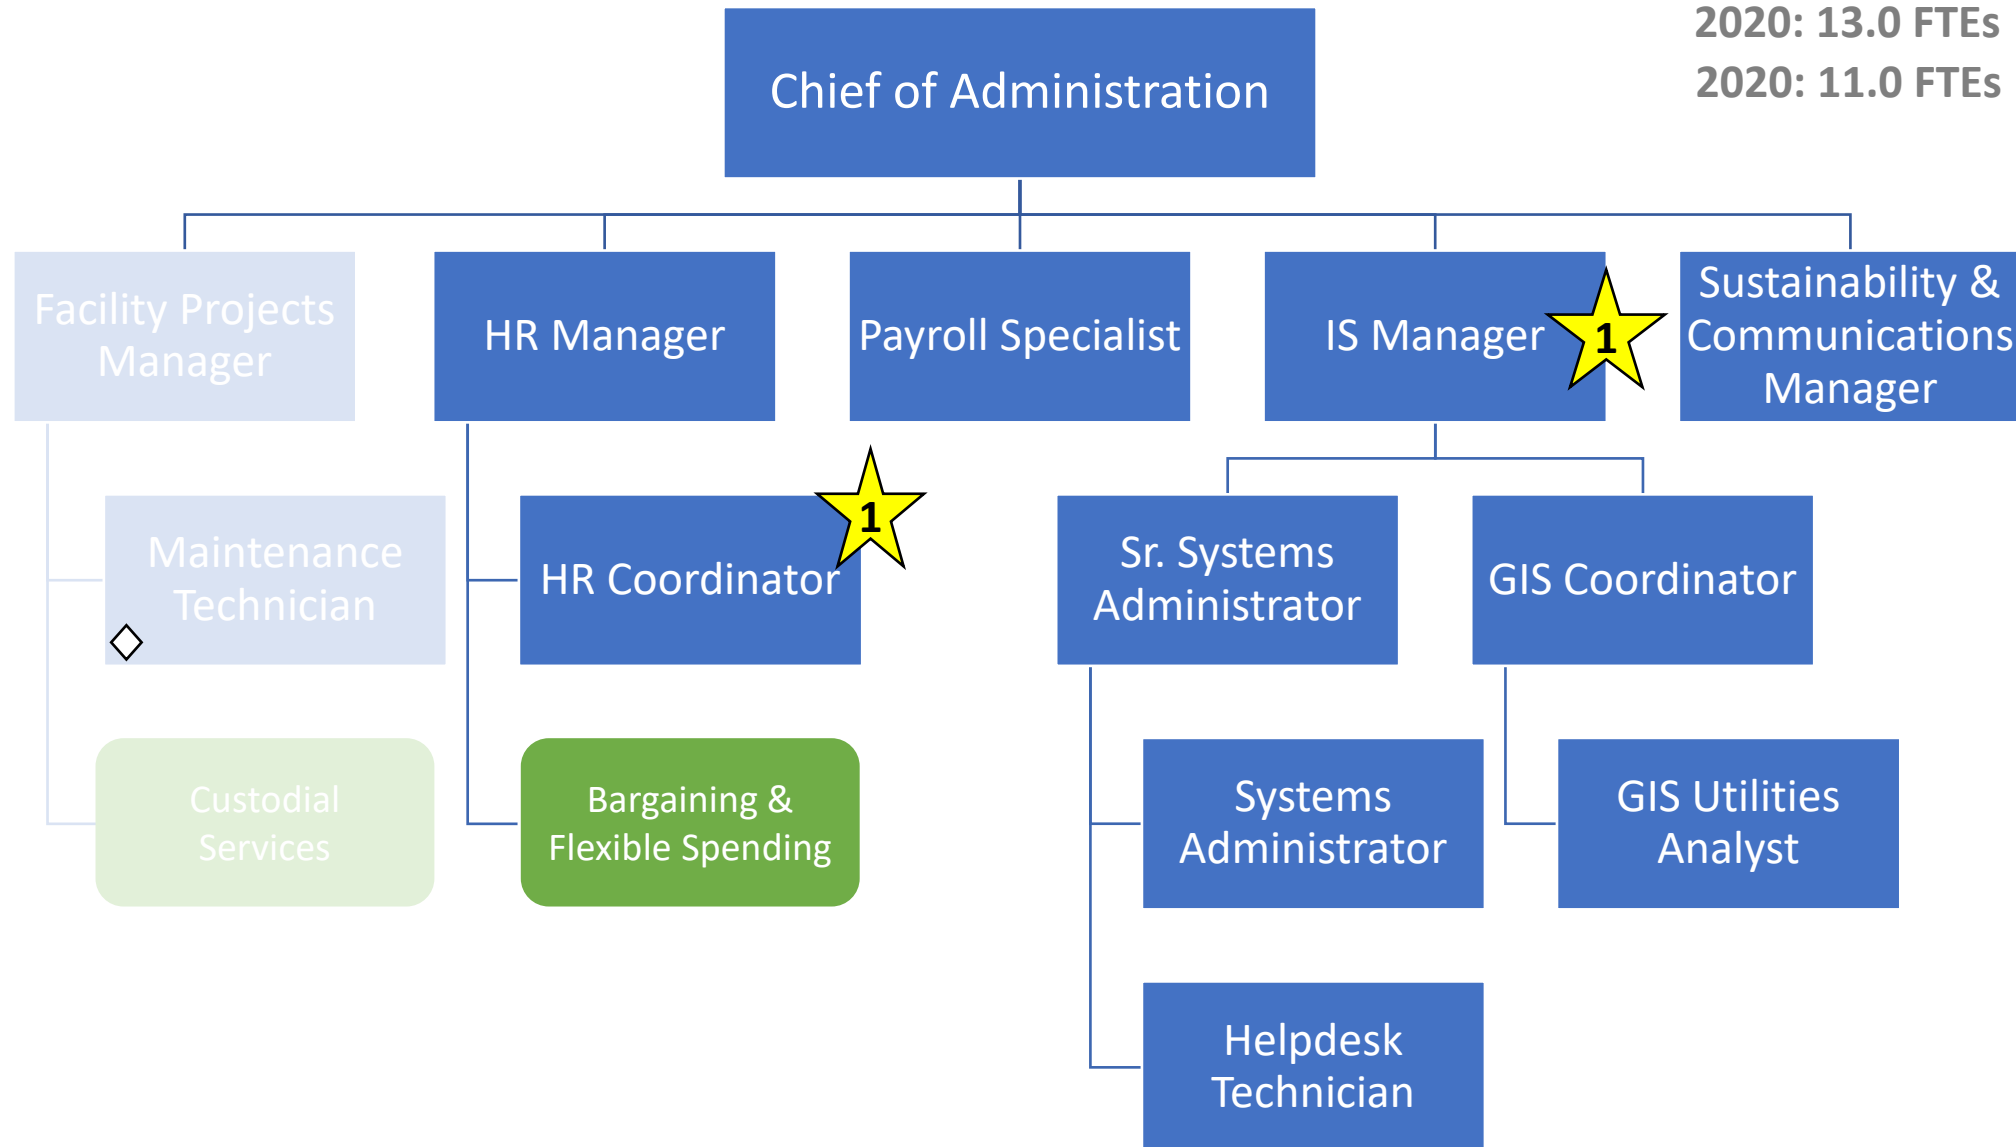 2020: 13.0 FTEs
2020: 11.0 FTEs
Chief of Administration
Facility Projects
Manager
HR Manager
Payroll Specialist
IS Manager
1
Sustainability &
Communications
Manager
Maintenance
Technician
HR Coordinator
1
Sr. Systems
Administrator
GIS Coordinator
Custodial
Services
Bargaining &
Flexible Spending
Systems
Administrator
GIS Utilities
Analyst
Helpdesk
Technician